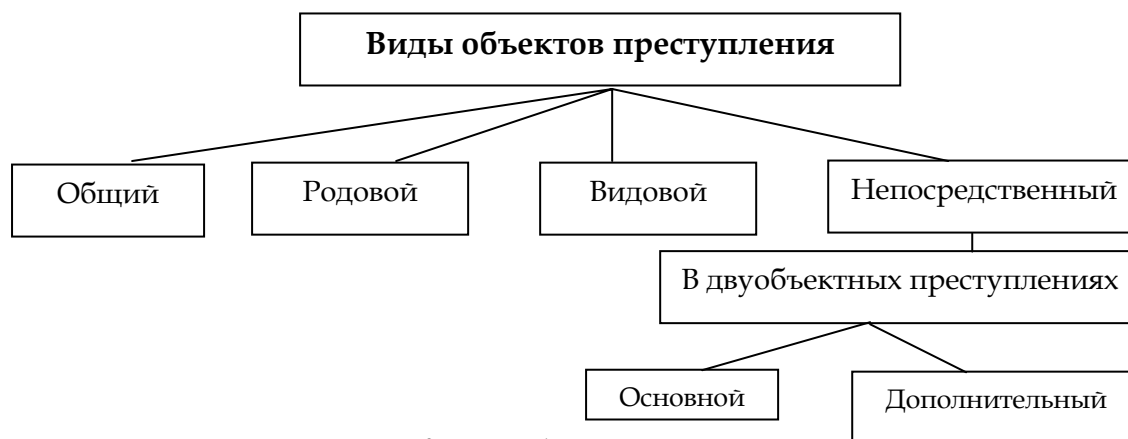 Виды объектов преступления
Общий
Родовой
Видовой
Непосредственный
В двуобъектных преступлениях
Основной
Дополнительный